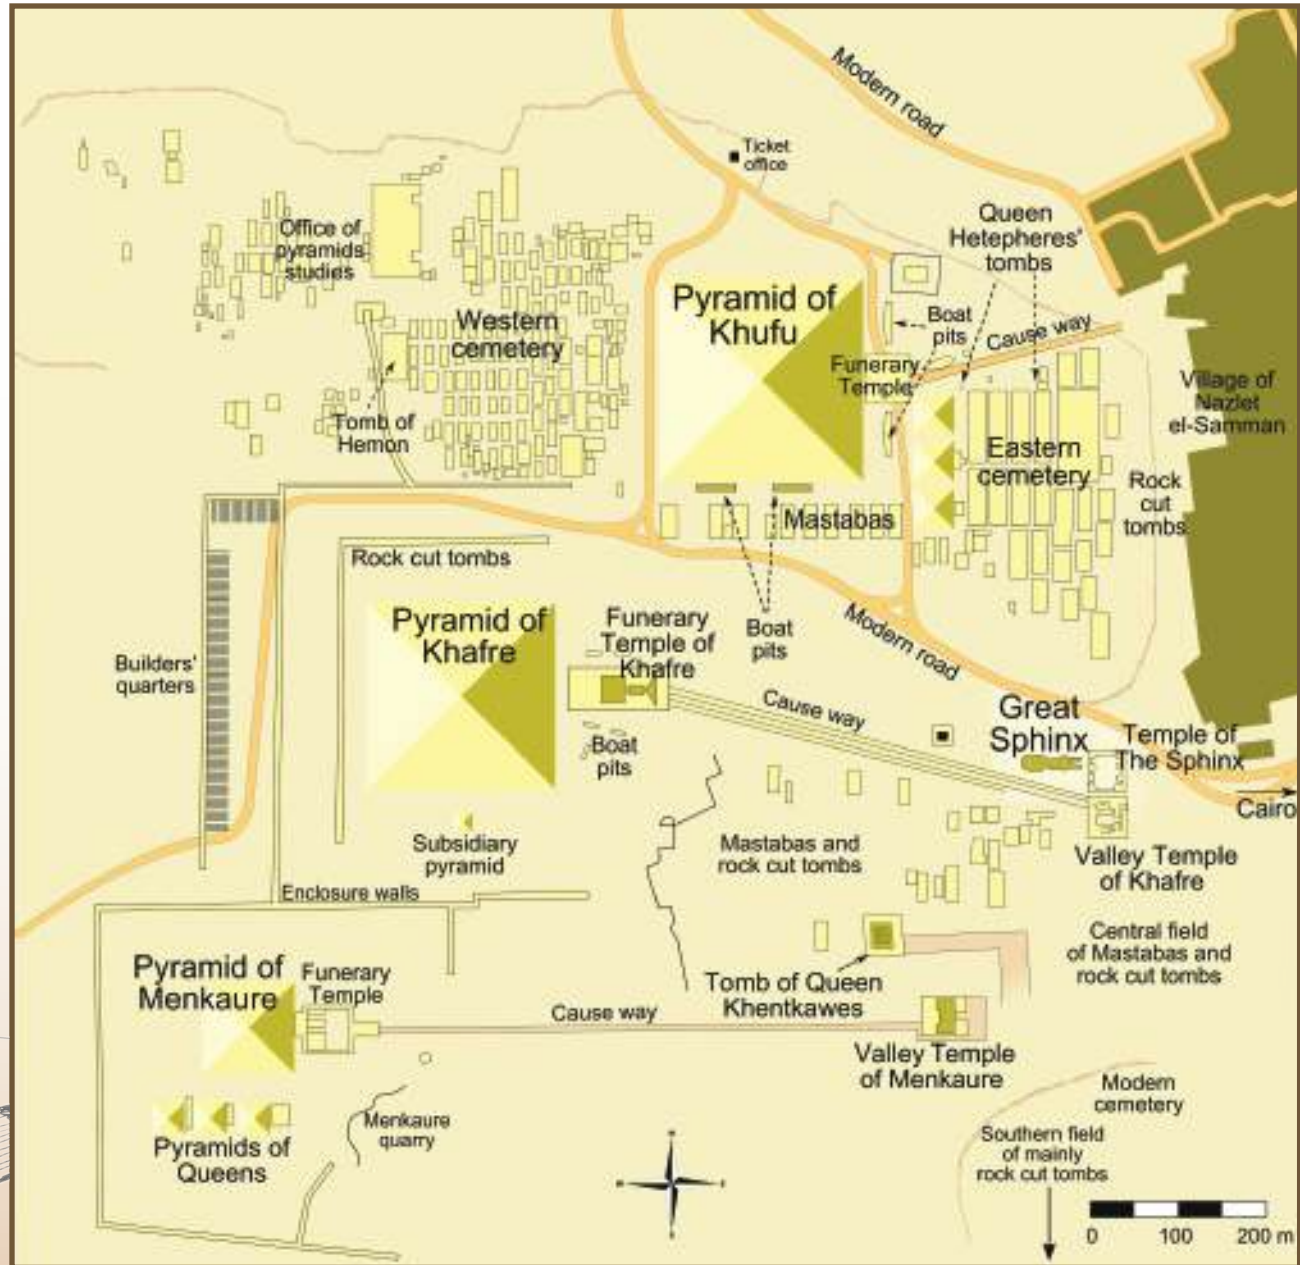 Modern road
Ticket
office
Queen
Hetepheres'
tombs
Office of
pyramids
studies
Pyramid of
Khufu
Western
cemetery
Boat
pits
Cause way
Funerary
Temple
Village of
Nazlet
el-Samman
Tomb of
Hemon
Eastern
cemetery
Rock
cut
tombs
Mastabas
Rock cut tombs
Pyramid of
Khafre
Funerary
Temple of
Khafre
Boat
pits
Modern road
Builders'
quarters
Cause way
Great
Sphinx
Temple of
The Sphinx
Boat
pits
Cairo
Subsidiary
pyramid
Mastabas and
rock cut tombs
Valley Temple
of Khafre
Enclosure walls
Central field
of Mastabas and
rock cut tombs
Pyramid of
Menkaure
Funerary
Temple
Tomb of Queen
Khentkawes
Cause way
Valley Temple
of Menkaure
Modern
cemetery
Menkaure
quarry
Pyramids of
Queens
Southern field
of mainly
rock cut tombs
0 100 200 m